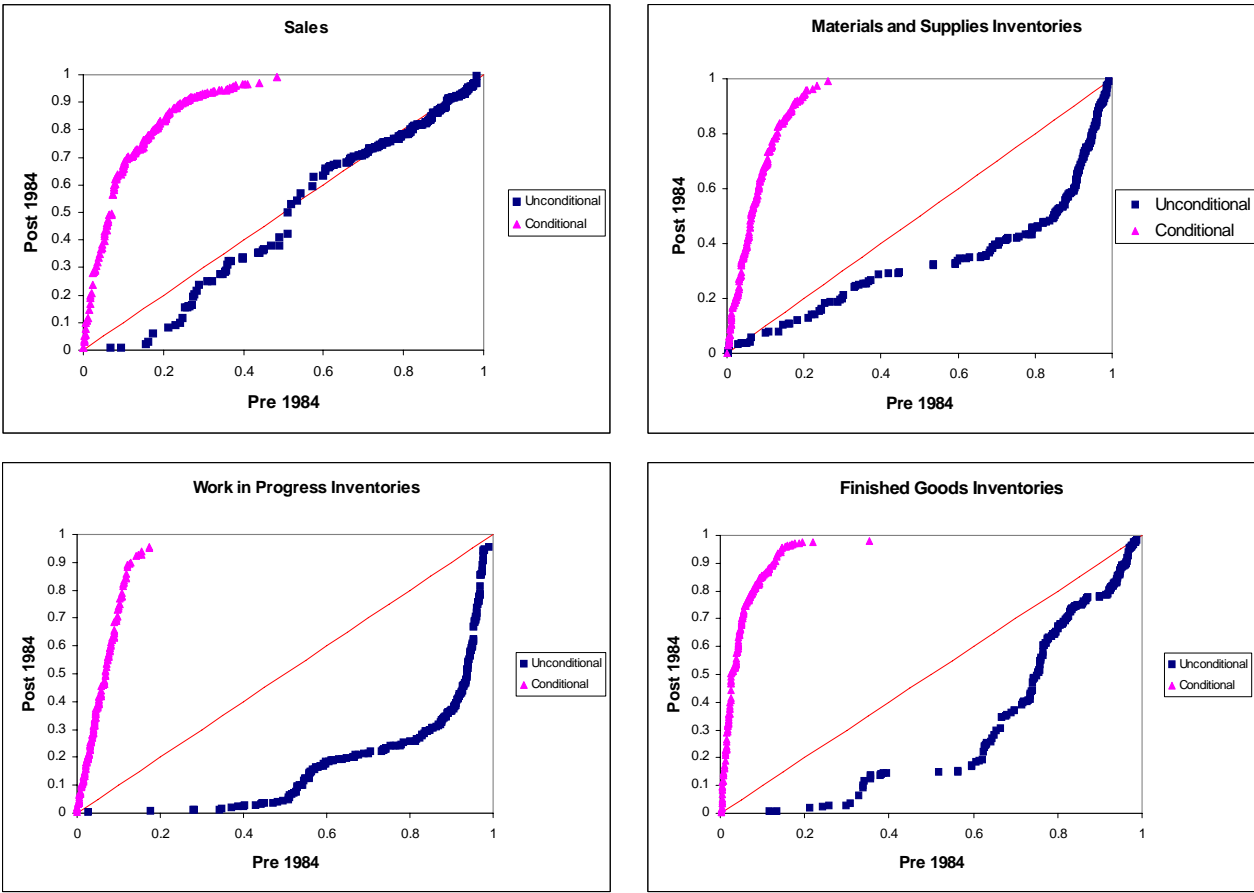 Sales
1
0.9
0.8
0.7
0.6
0.5
0.4
0.3
0.2
0.1
0
Post 1984
0 0.2 0.4 0.6 0.8 1
Pre 1984
Unconditional
Conditional
Materials and Supplies Inventories
1
0.8
0.6
0.4
0.2
0
Post 1984
0 0.2 0.4 0.6 0.8 1
Pre 1984
Unconditional
Conditional
Work in Progress Inventories
1
0.9
0.8
0.7
0.6
0.5
0.4
0.3
0.2
0.1
0
Post 1984
0 0.2 0.4 0.6 0.8 1
Pre 1984
Unconditional
Conditional
Finished Goods Inventories
1
0.9
0.8
0.7
0.6
0.5
0.4
0.3
0.2
0.1
0
Post 1984
0 0.2 0.4 0.6 0.8 1
Pre 1984
Unconditional
Conditional